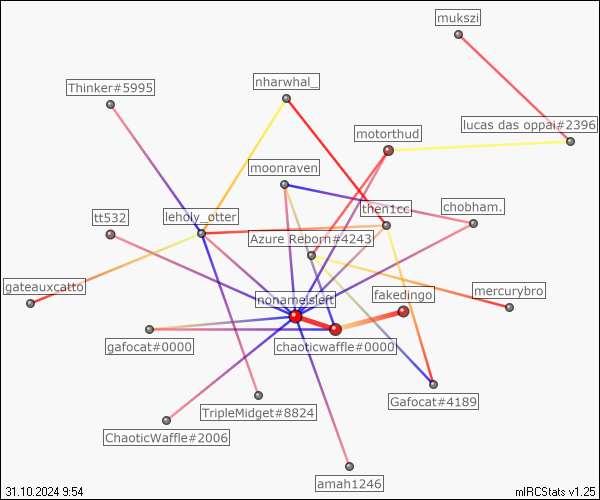 mukszi
Thinker#5995
nharwhal_
lucas das oppai#2396
motorthud
moonraven
chobham.
tt532
leholy_otter
then1cc
Azure Reborn#4243
gateauxcatto
nonameisleft
fakedingo
mercurybro
gafocat#0000
chaoticwaffle#0000
Gafocat#4189
TripleMidget#8824
ChaoticWaffle#2006
amah1246
31.10.2024 9:54
mIRCStats v1.25